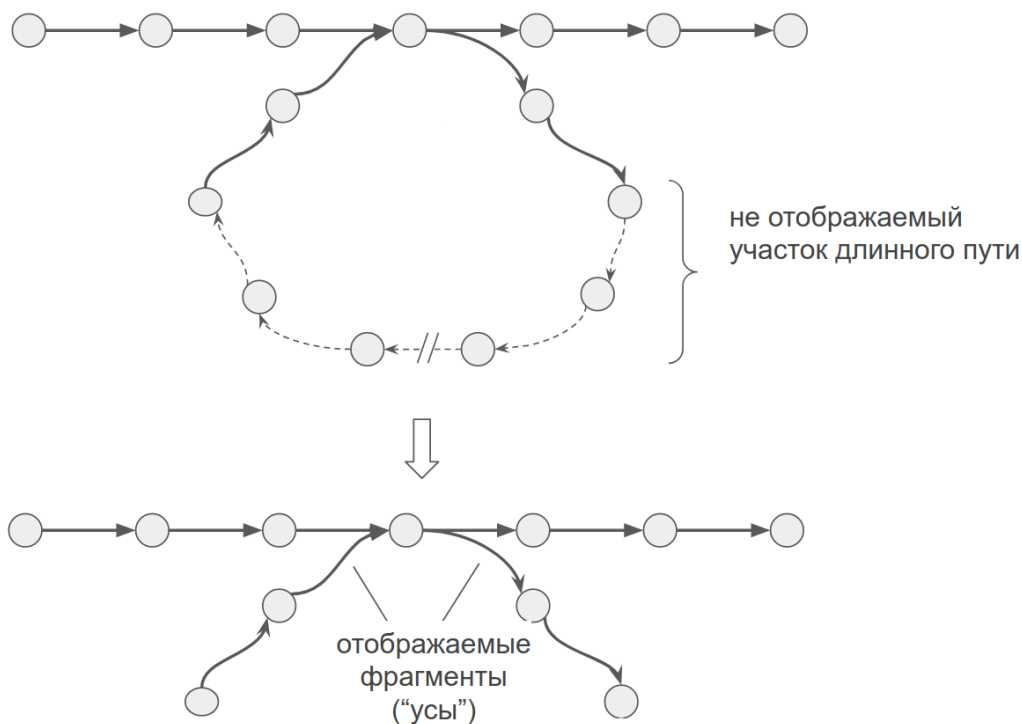 не отображаемый
участок длинного пути
отображаемые
фрагменты
(“усы”)